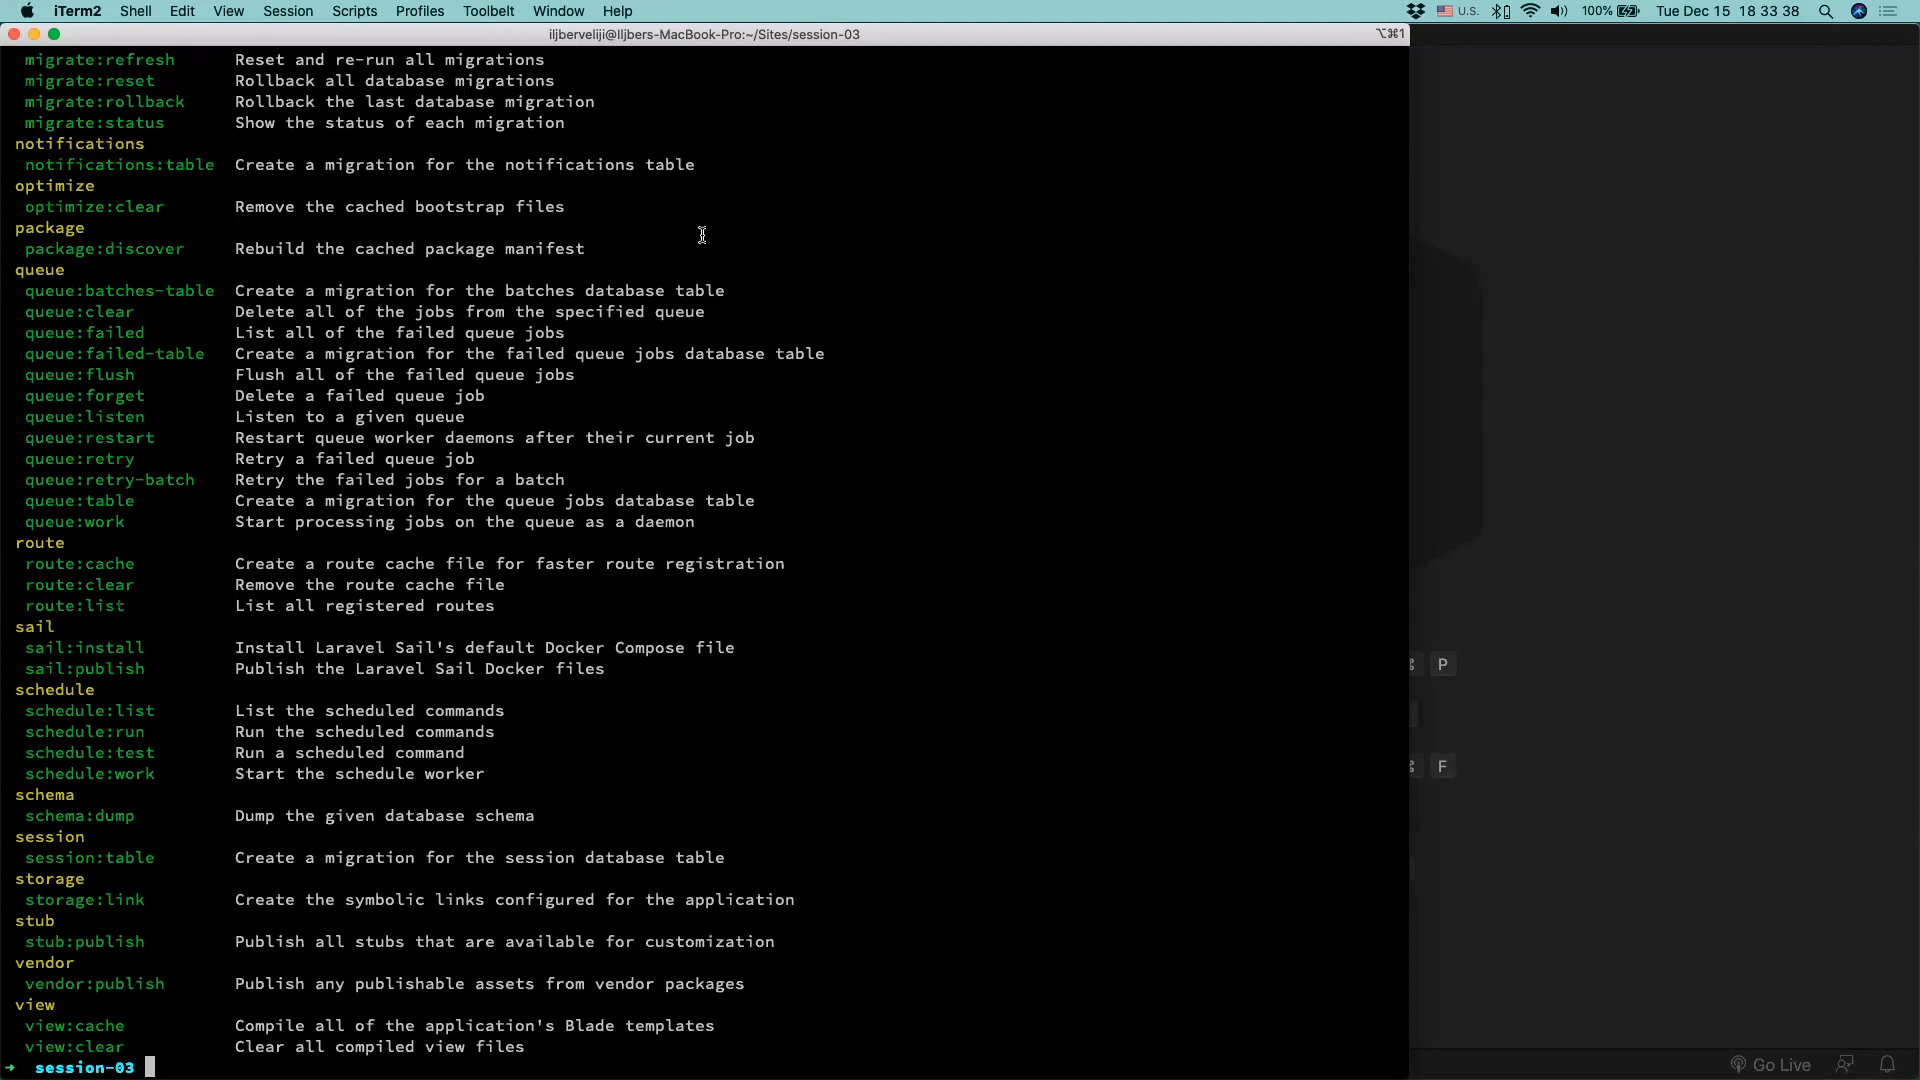 iTerm2 Shell Edit View Session Scripts Profiles Toolbelt Window Help U.S. 100% Tue Dec 15 18 33 38
iljberveliji@Iljbers-MacBook-Pro:~/Sites/session-03 ⌥⌘1
migrate:refresh Reset and re-run all migrations
migrate:reset Rollback all database migrations
migrate:rollback Rollback the last database migration
migrate:status Show the status of each migration
notifications
notifications:table Create a migration for the notifications table
optimize
optimize:clear Remove the cached bootstrap files
package
package:discover Rebuild the cached package manifest
queue
queue:batches-table Create a migration for the batches database table
queue:clear Delete all of the jobs from the specified queue
queue:failed List all of the failed queue jobs
queue:failed-table Create a migration for the failed queue jobs database table
queue:flush Flush all of the failed queue jobs
queue:forget Delete a failed queue job
queue:listen Listen to a given queue
queue:restart Restart queue worker daemons after their current job
queue:retry Retry a failed queue job
queue:retry-batch Retry the failed jobs for a batch
queue:table Create a migration for the queue jobs database table
queue:work Start processing jobs on the queue as a daemon
route
route:cache Create a route cache file for faster route registration
route:clear Remove the route cache file
route:list List all registered routes
sail
sail:install Install Laravel Sail's default Docker Compose file
sail:publish Publish the Laravel Sail Docker files
P
schedule
schedule:list List the scheduled commands
schedule:run Run the scheduled commands
schedule:test Run a scheduled command
schedule:work Start the schedule worker
F
schema
schema:dump Dump the given database schema
session
session:table Create a migration for the session database table
storage
storage:link Create the symbolic links configured for the application
stub
stub:publish Publish all stubs that are available for customization
vendor
vendor:publish Publish any publishable assets from vendor packages
view
view:cache Compile all of the application's Blade templates
view:clear Clear all compiled view files
→ session-03
Go Live